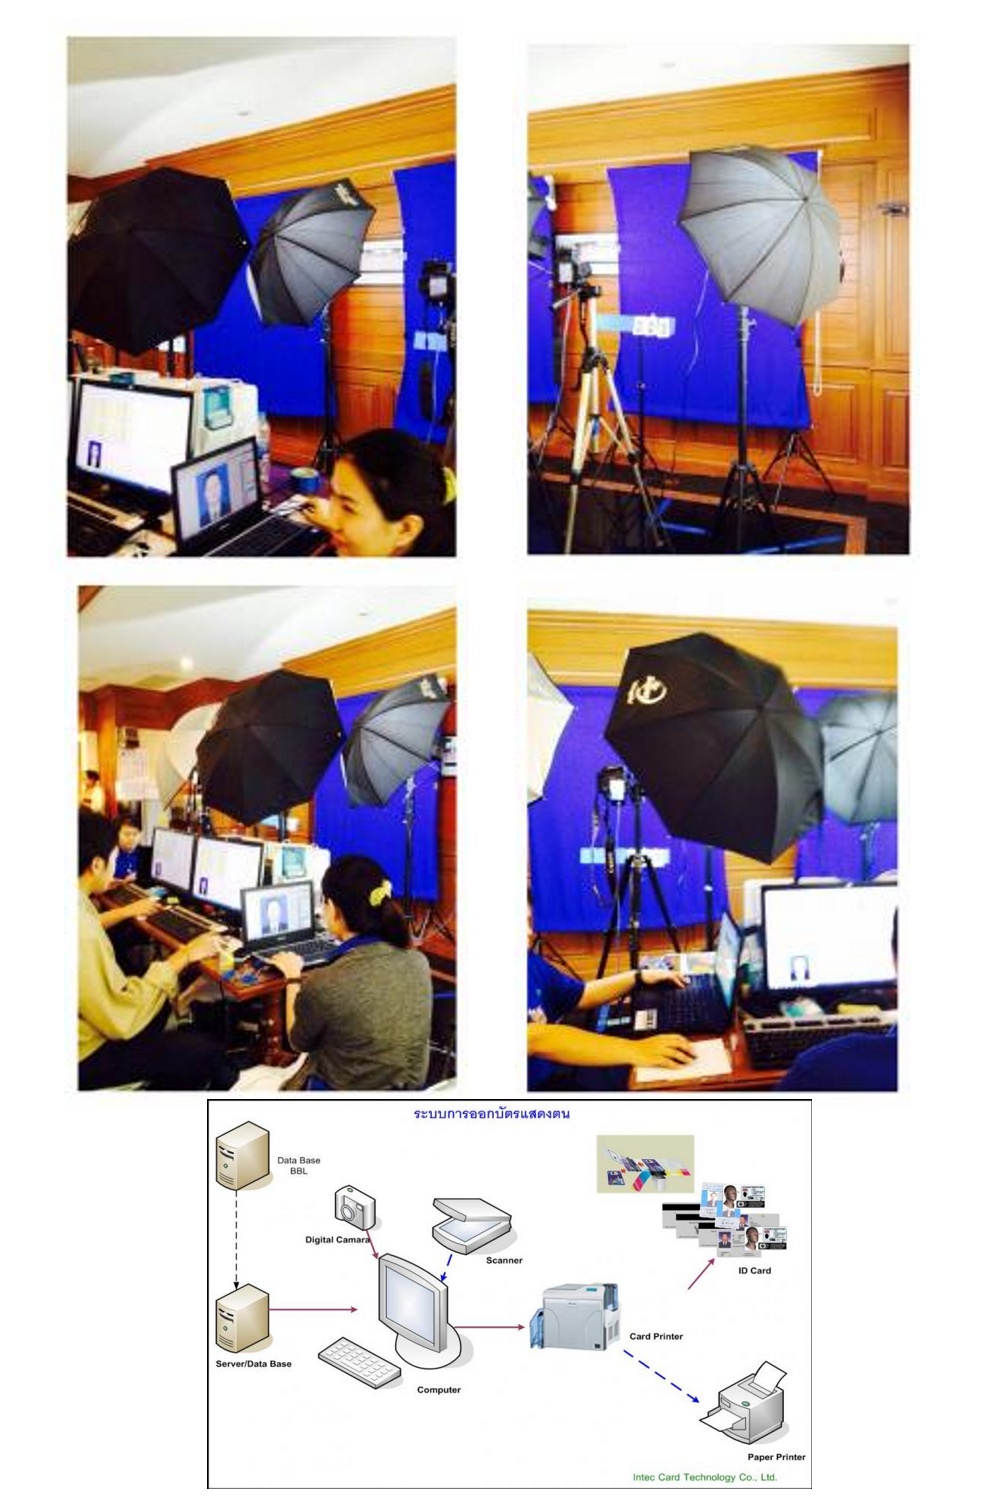 ระบบการออกบัตรแสดงตน
Data Base
BBL
Digital Camara
Scanner
ID Card
Card Printer
Server/Data Base
Computer
Paper Printer
Intec Card Technology Co., Ltd.